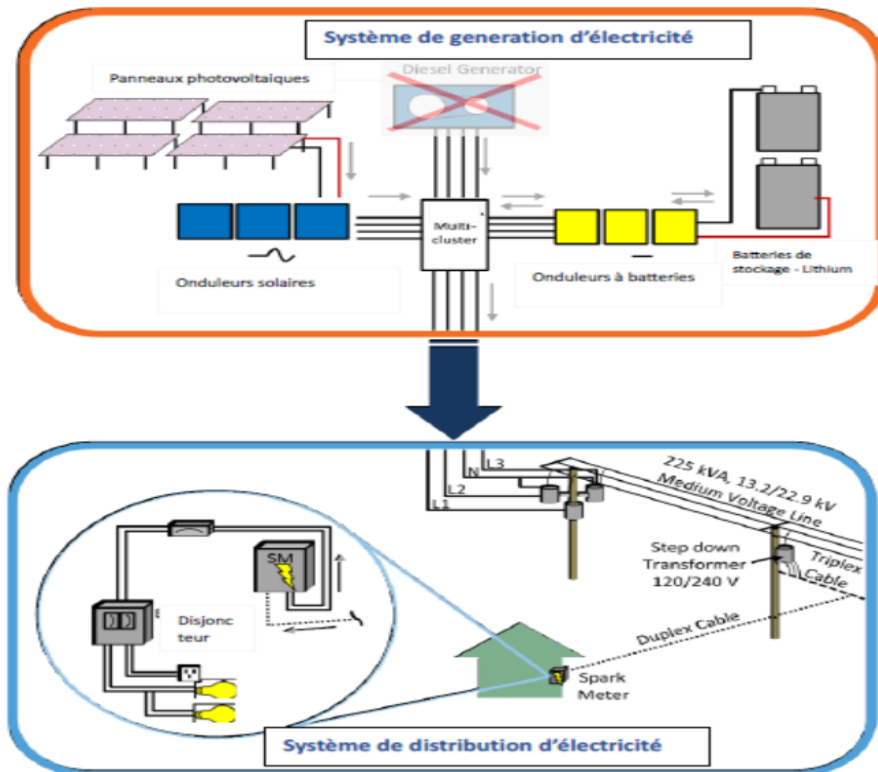 Système de generation d'électricité
Panneaux photovoltaiques
Diesel Generator
Multi-
cluster
Onduleurs solaires
Onduleurs à batteries
Batteries de
stockage - Lithium
L3
N
L2
L1
225 kVA, 13.2/22.9 kV
Medium Voltage Line
Step down
Transformer
120/240 V
Triplex
Cable
Duplex Cable
SM
Disjonc
teur
Spark
Meter
Système de distribution d'électricité